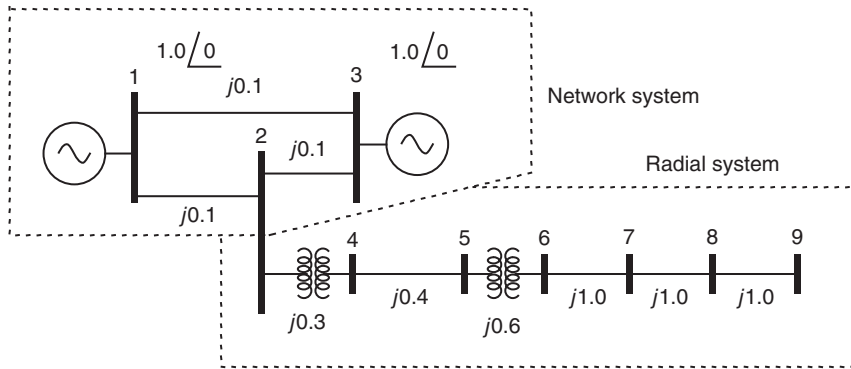 1.0∠0
1.0∠0
1
3
j0.1
Network system
2
j0.1
Radial system
j0.1
4
5
6
7
8
9
j0.4
j1.0
j1.0
j1.0
j0.3
j0.6